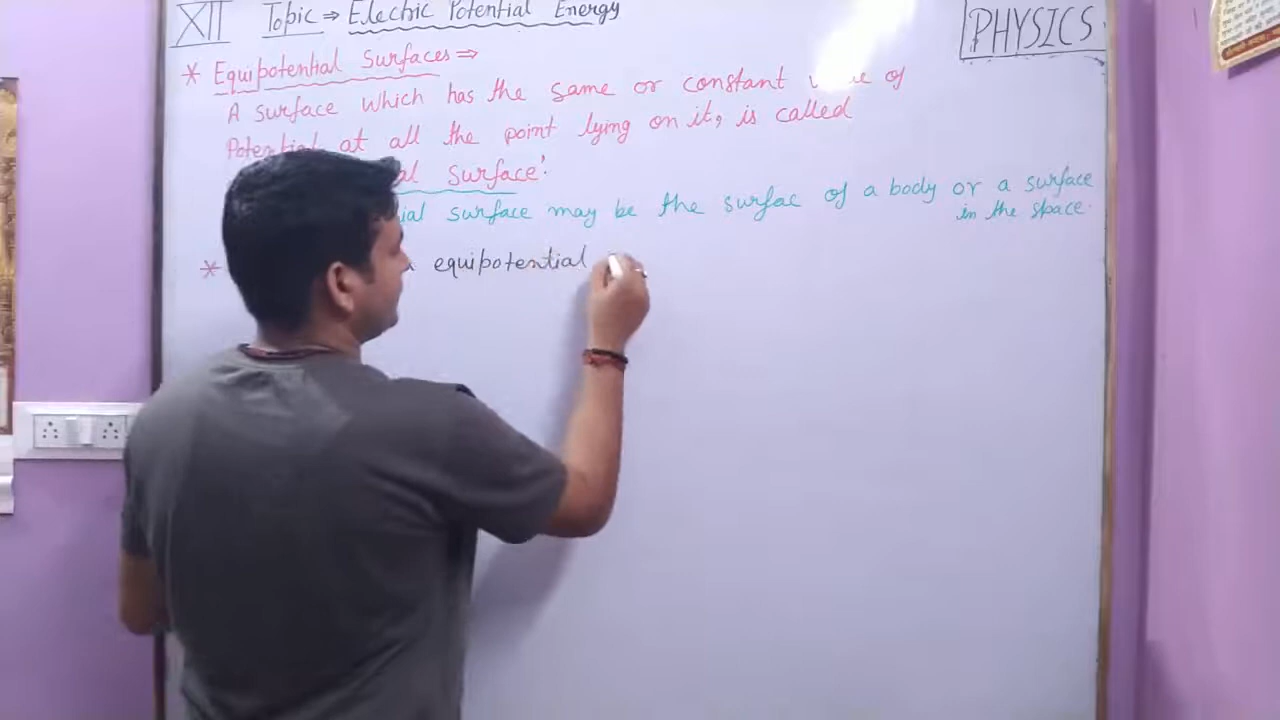 XII Topic ⇒ Electric Potential Energy
PHYSICS
* Equipotential Surfaces ⇒
A surface which has the same or constant of
Potential at all the point lying on it, is called
al Surface'
ial surface may be the surfac of a body or a surface
in the space.
* equipotential